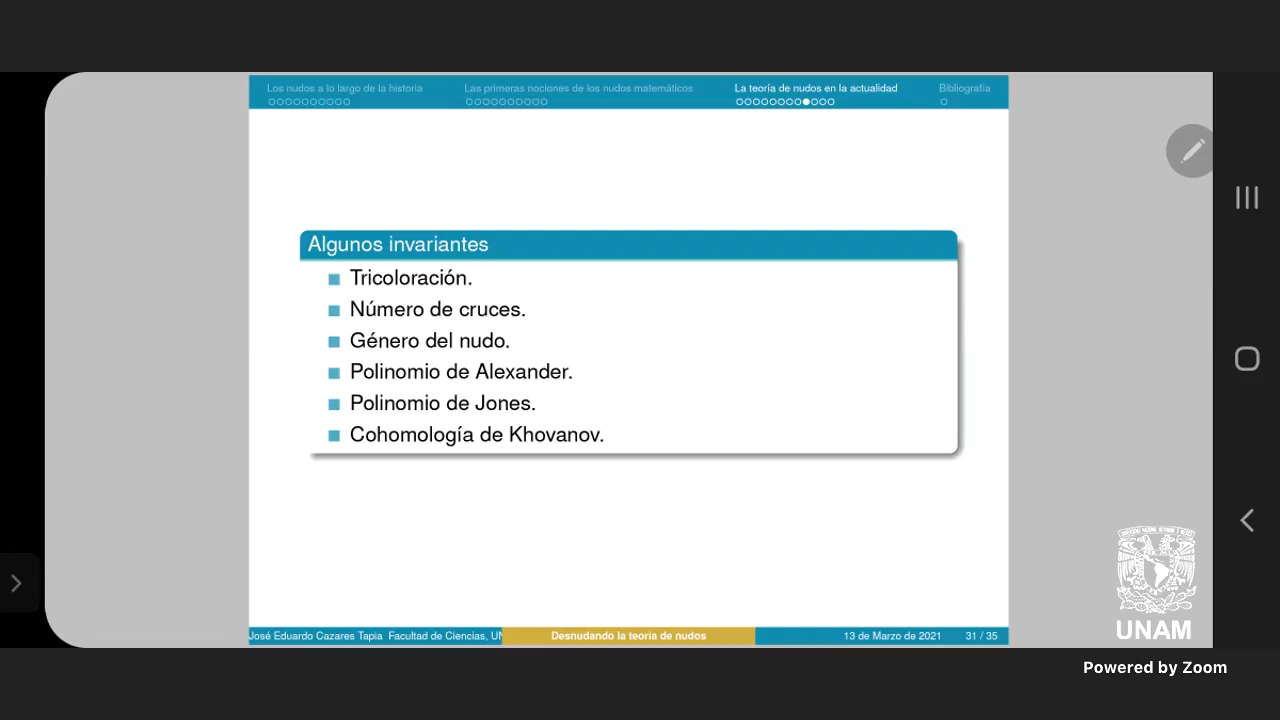 Los nudos a lo largo de la historia Las primeras nociones de los nudos matemáticos La teoría de nudos en la actualidad Bibliografía
Algunos invariantes
Tricoloración.
Número de cruces.
Género del nudo.
Polinomio de Alexander.
Polinomio de Jones.
Cohomología de Khovanov.
UNAM
José Eduardo Cazares Tapia Facultad de Ciencias, UN Desnudando la teoría de nudos 13 de Marzo de 2021 31 / 35
Powered by Zoom